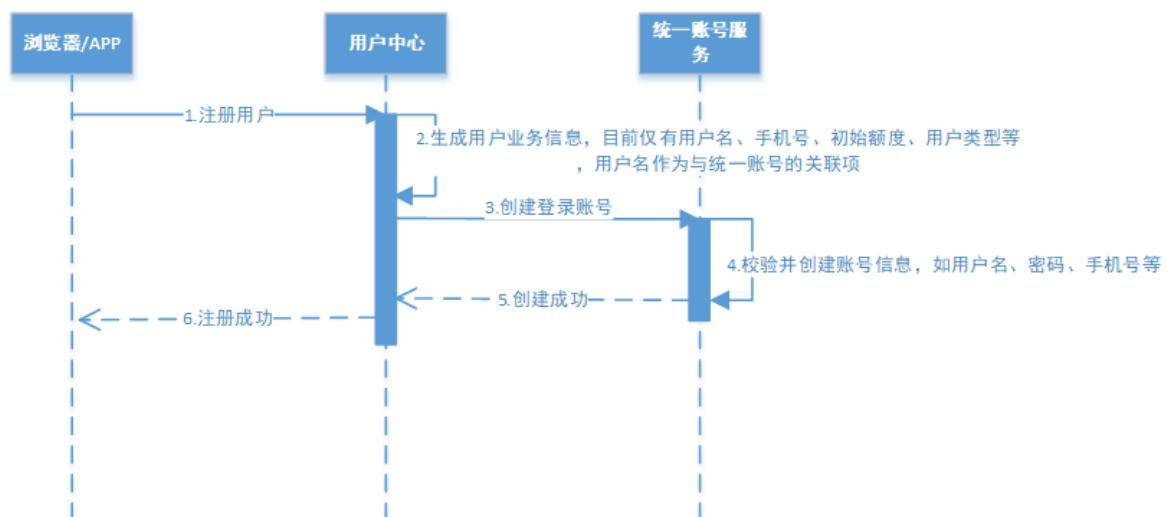 浏览器/APP
用户中心
统一账号服
务
1.注册用户
2.生成用户业务信息，目前仅有用户名、手机号、初始额度、用户类型等
，用户名作为与统一账号的关联项
3.创建登录账号
4.校验并创建账号信息，如用户名、密码、手机号等
5.创建成功
6.注册成功